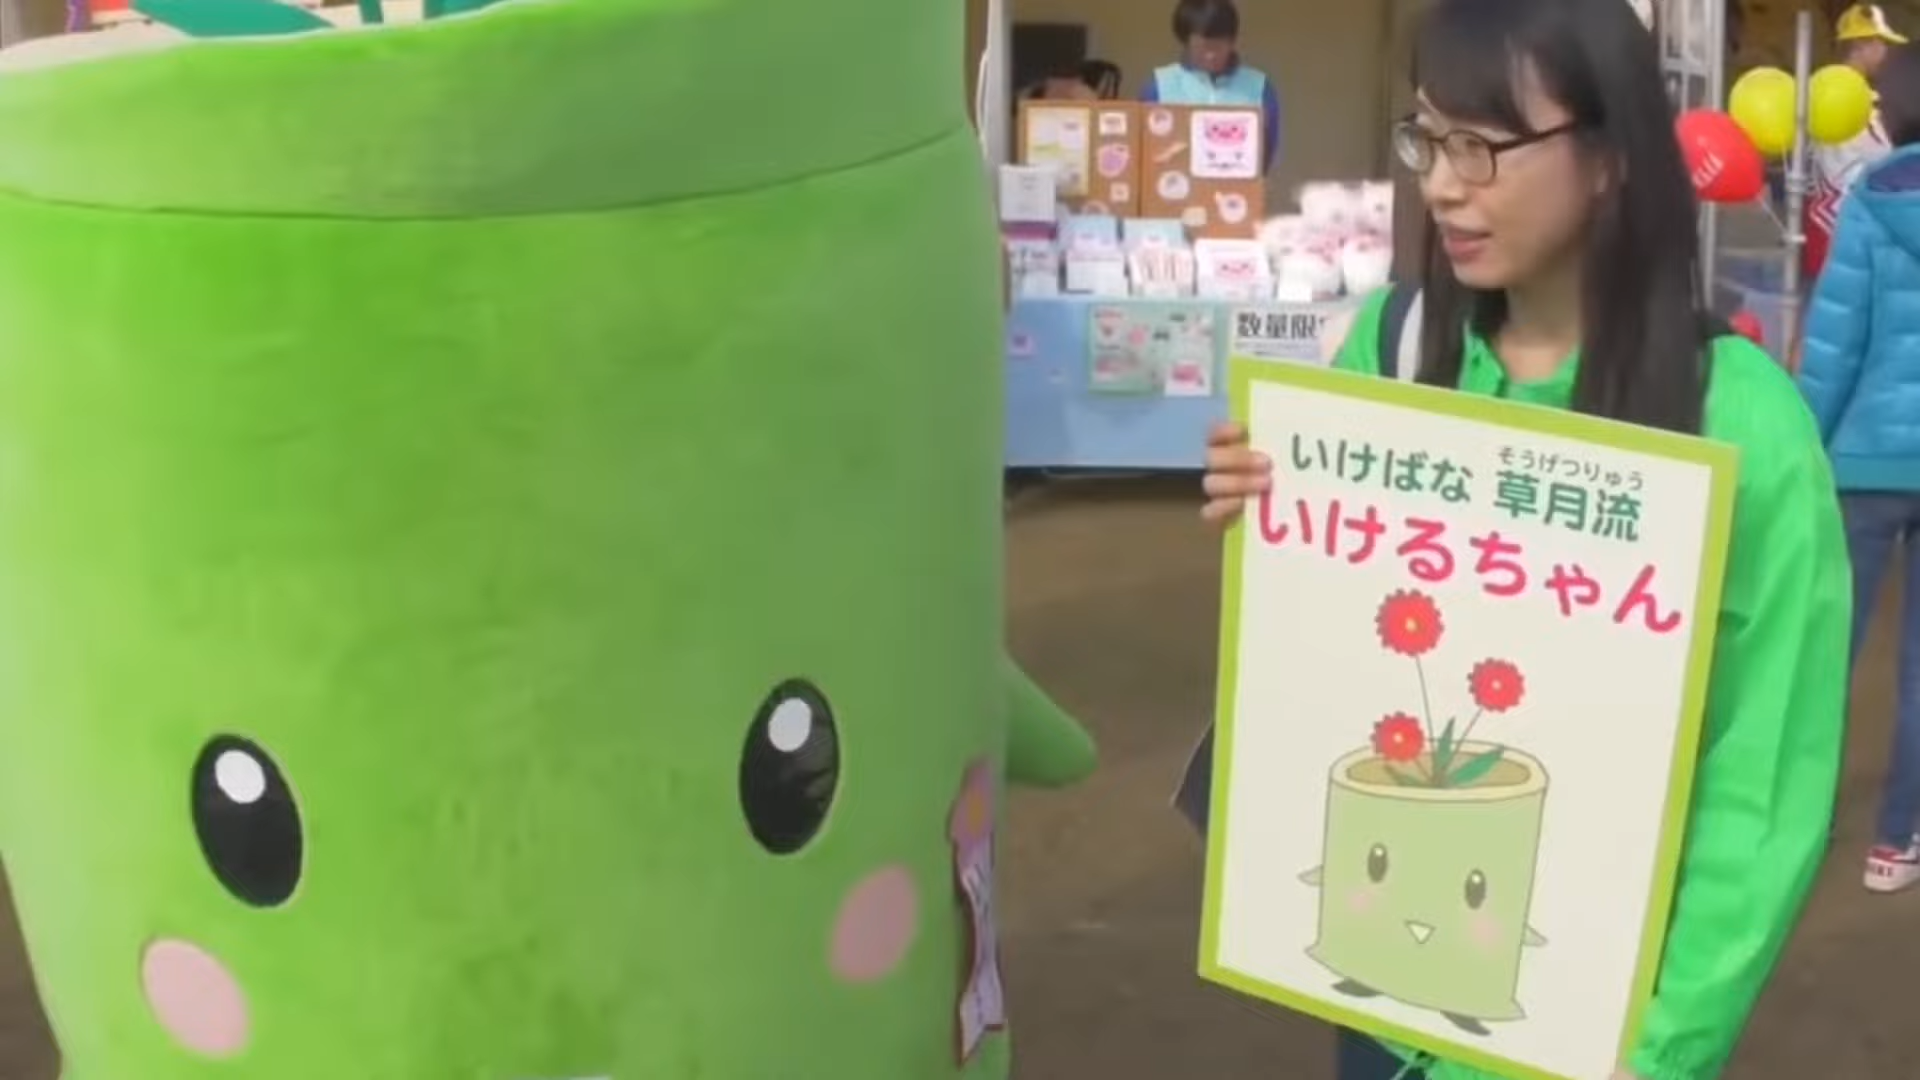 数量限
いけばな 草月流
そうげつりゅう
いけるちゃん